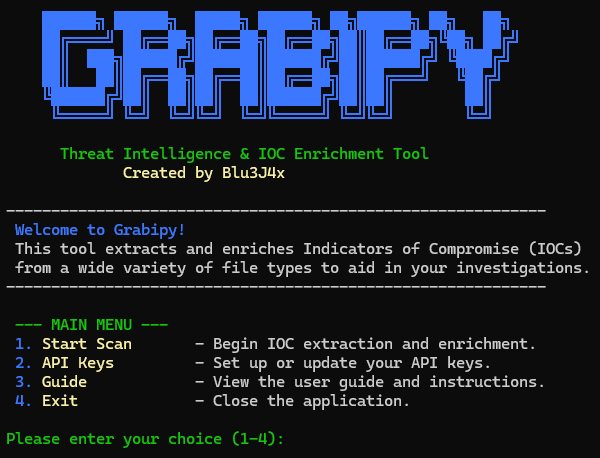 GRABIPY
Threat Intelligence & IOC Enrichment Tool
Created by Blu3J4x
------------------------------------------------------------
Welcome to Grabipy!
This tool extracts and enriches Indicators of Compromise (IOCs)
from a wide variety of file types to aid in your investigations.
------------------------------------------------------------
--- MAIN MENU ---
1. Start Scan - Begin IOC extraction and enrichment.
2. API Keys - Set up or update your API keys.
3. Guide - View the user guide and instructions.
4. Exit - Close the application.
Please enter your choice (1-4):